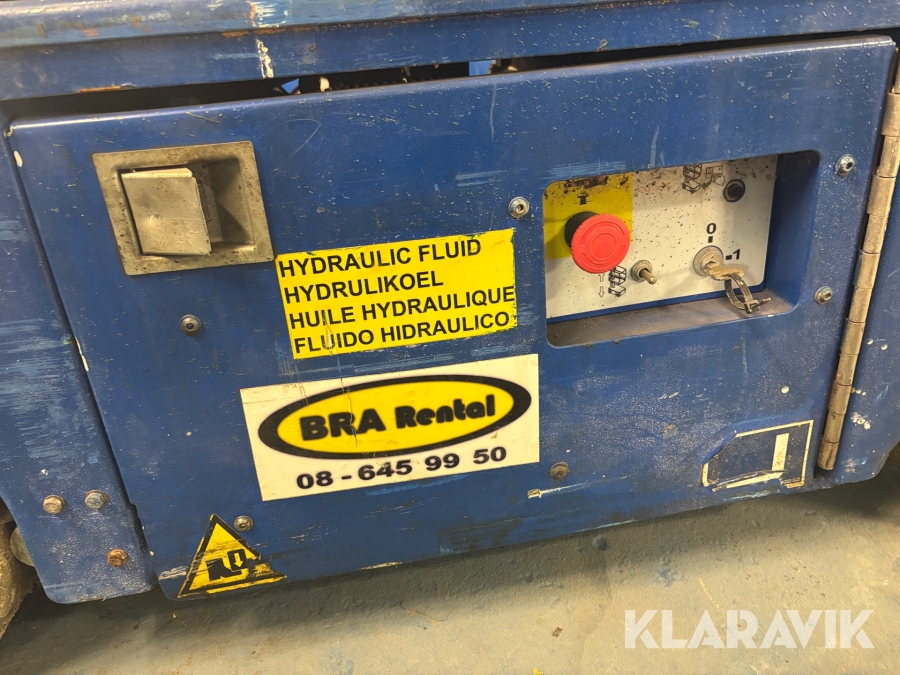 HYDRAULIC FLUID
HYDRULIKOEL
HUILE HYDRAULIQUE
FLUIDO HIDRAULICO
0
-1
BRA Rental
08 - 645 99 50
KLARAVIK